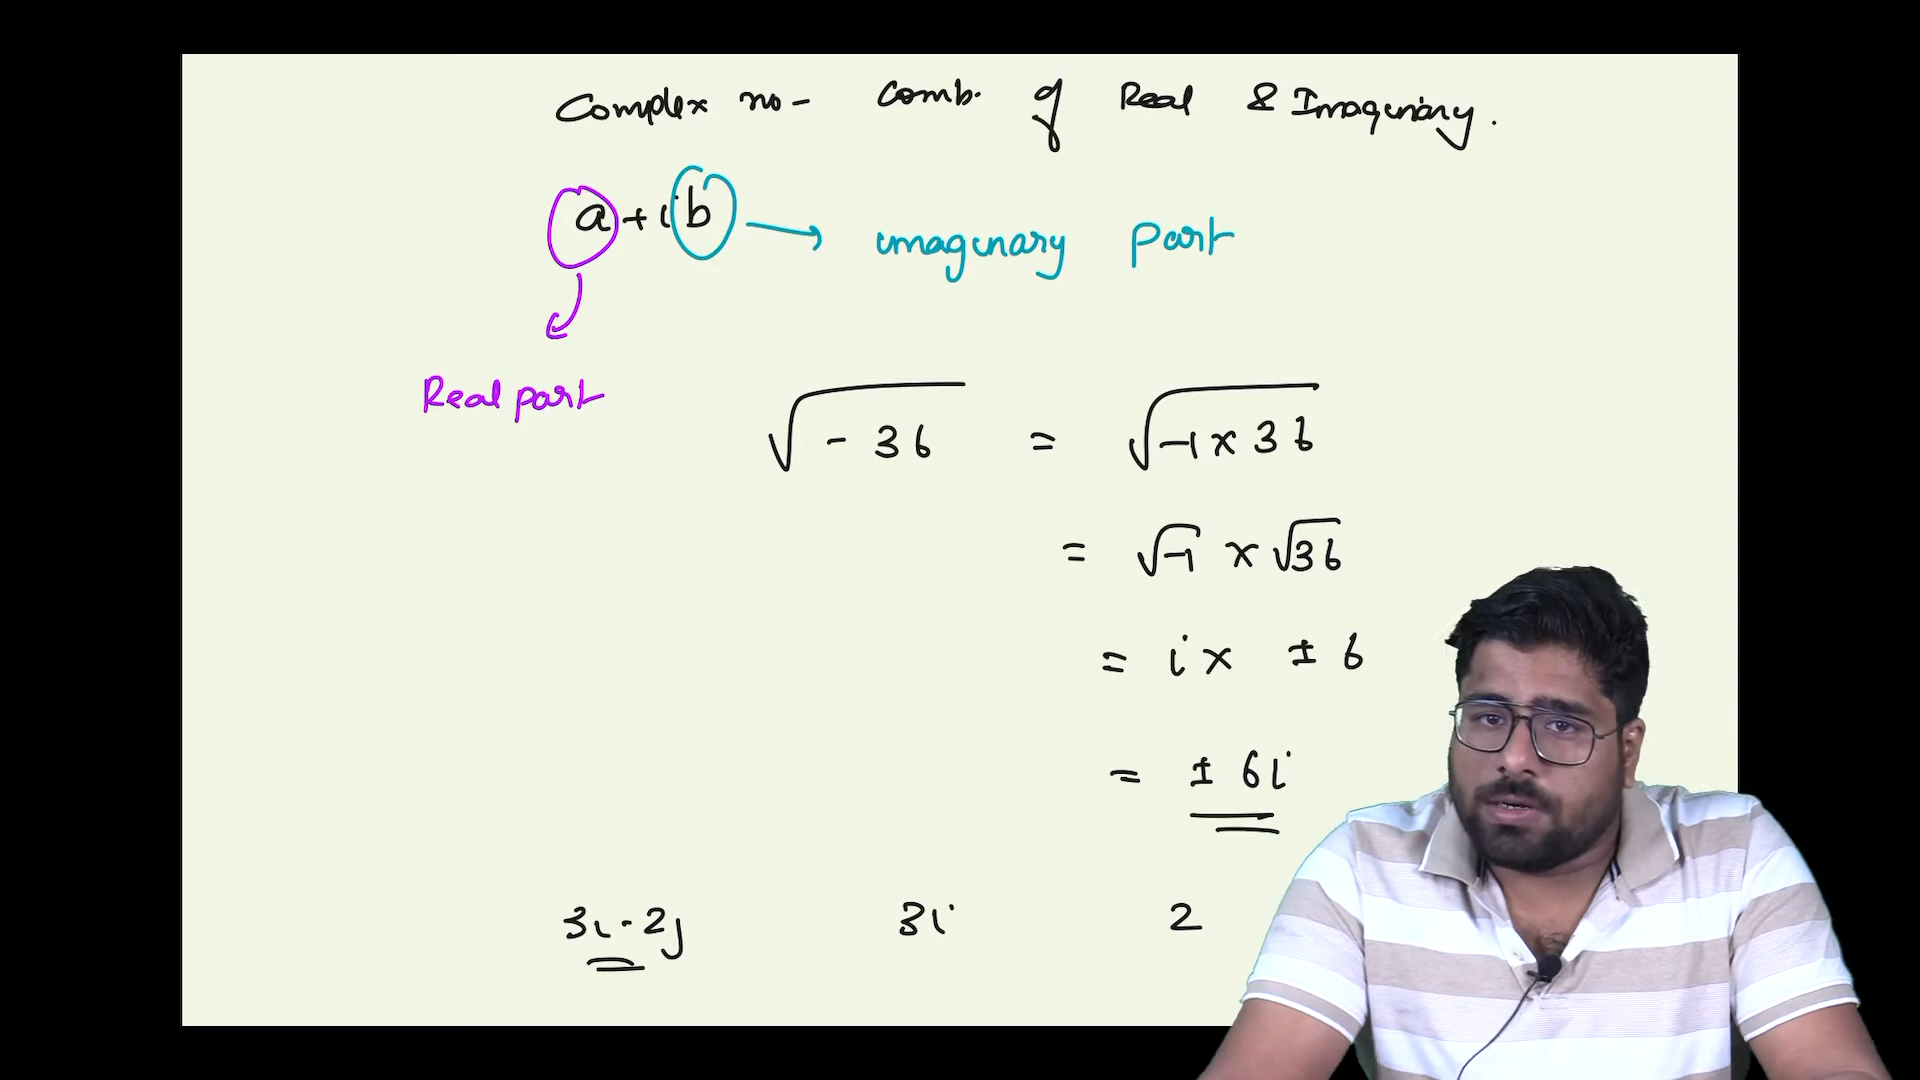 Complex no - Comb. of Real & Imaginary.
a + ib → imaginary part
Real part
√-36 = √-1 x 36
= √-1 x √36
= i x ± 6
= ± 6i
3i - 2j 3i 2